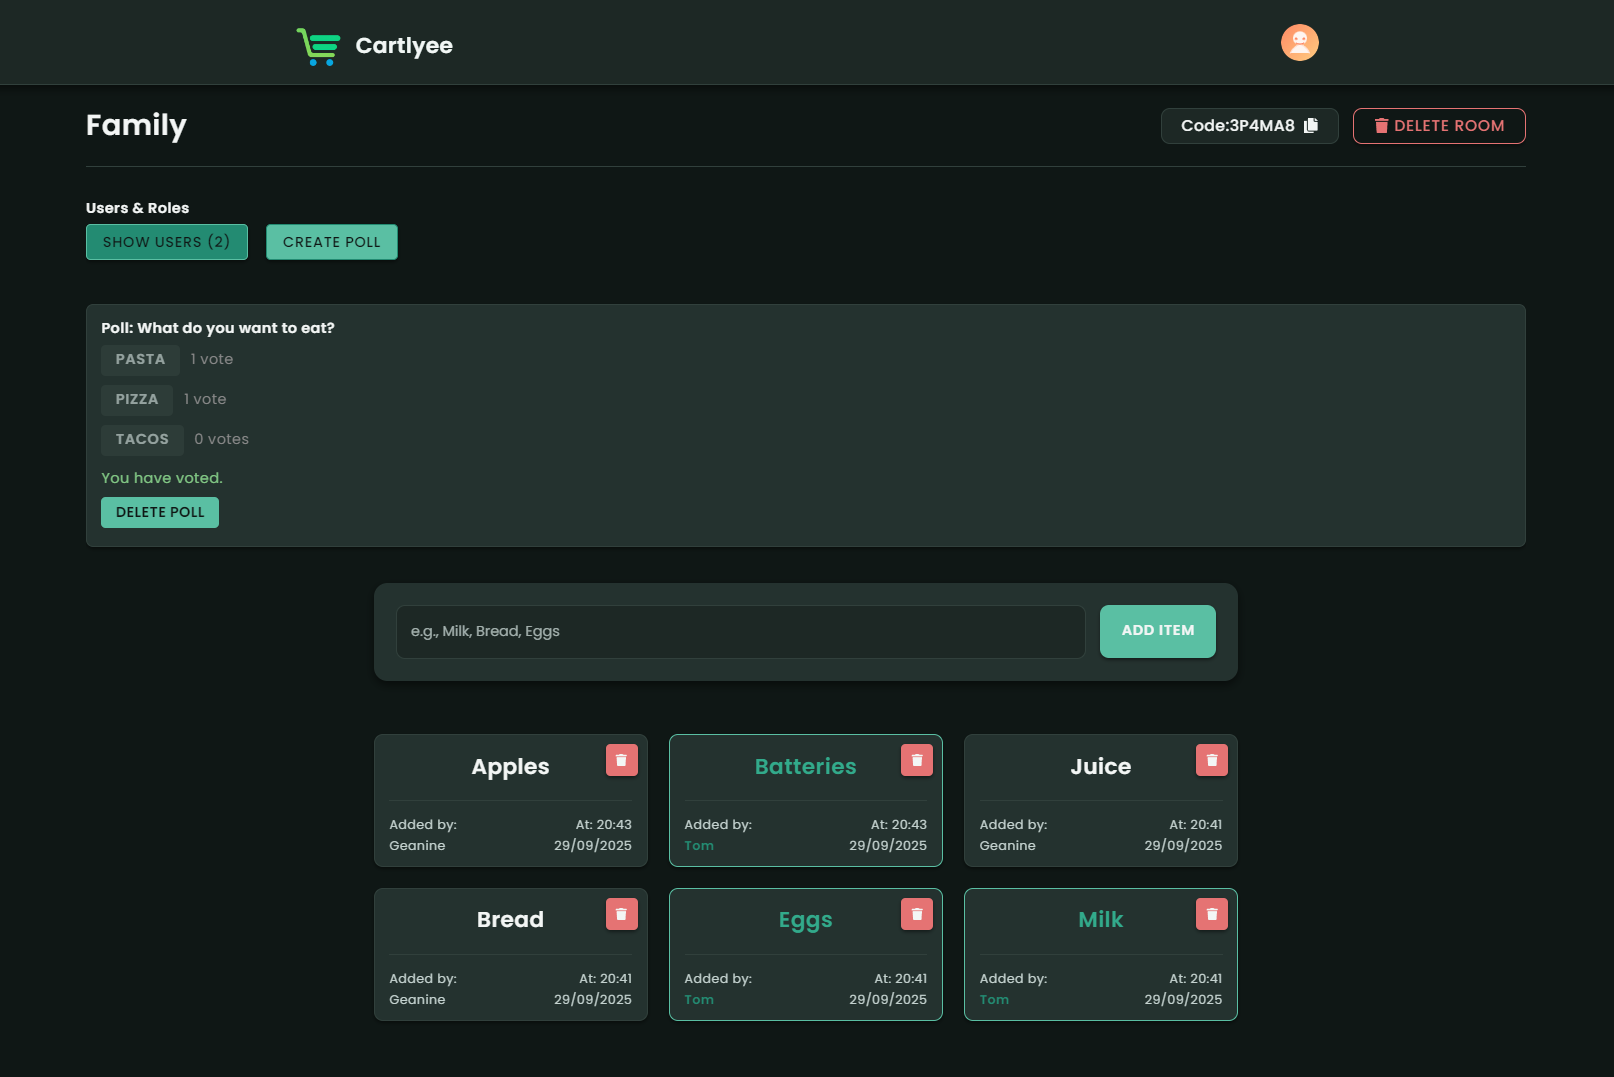 Cartlyee
Family
Code:3P4MA8
DELETE ROOM
Users & Roles
SHOW USERS (2)
CREATE POLL
Poll: What do you want to eat?
PASTA 1 vote
PIZZA 1 vote
TACOS 0 votes
You have voted.
DELETE POLL
e.g., Milk, Bread, Eggs
ADD ITEM
Apples
Added by: At: 20:43
Geanine 29/09/2025
Batteries
Added by: At: 20:43
Tom 29/09/2025
Juice
Added by: At: 20:41
Geanine 29/09/2025
Bread
Added by: At: 20:41
Geanine 29/09/2025
Eggs
Added by: At: 20:41
Tom 29/09/2025
Milk
Added by: At: 20:41
Tom 29/09/2025